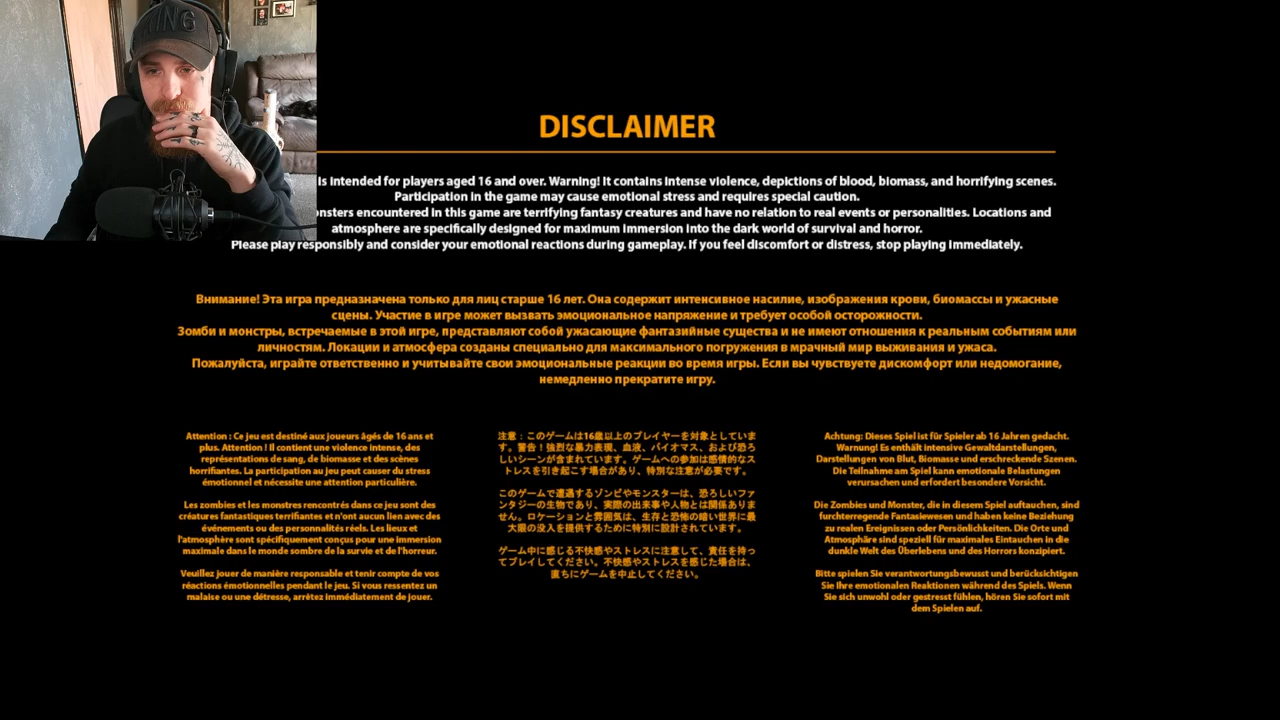 KING
DISCLAIMER
is intended for players aged 16 and over. Warning! It contains intense violence, depictions of blood, biomass, and horrifying scenes.
Participation in the game may cause emotional stress and requires special caution.
encountered in this game are terrifying fantasy creatures and have no relation to real events or personalities. Locations and
atmosphere are specifically designed for maximum immersion into the dark world of survival and horror.
Please play responsibly and consider your emotional reactions during gameplay. If you feel discomfort or distress, stop playing immediately.
Внимание! Эта игра предназначена только для лиц старше 16 лет. Она содержит интенсивное насилие, изображения крови, биомассы и ужасные
сцены. Участие в игре может вызвать эмоциональное напряжение и требует особой осторожности.
Зомби и монстры, встречаемые в этой игре, представляют собой ужасающие фантазийные существа и не имеют отношения к реальным событиям или
личностям. Локации и атмосфера созданы специально для максимального погружения в мрачный мир выживания и ужаса.
Пожалуйста, играйте ответственно и учитывайте свои эмоциональные реакции во время игры. Если вы чувствуете дискомфорт или недомогание,
немедленно прекратите игру.
Attention : Ce jeu est destiné aux joueurs âgés de 16 ans et
plus. Attention ! Il contient une violence intense, des
représentations de sang, de biomasse et des scènes
horrifiantes. La participation au jeu peut causer du stress
émotionnel et nécessite une attention particulière.
Les zombies et les monstres rencontrés dans ce jeu sont des
créatures fantastiques terrifiantes et n'ont aucun lien avec des
événements ou des personnalités réels. Les lieux et
l'atmosphère sont spécifiquement conçus pour une immersion
maximale dans le monde sombre de la survie et de l'horreur.
Veuillez jouer de manière responsable et tenir compte de vos
réactions émotionnelles pendant le jeu. Si vous ressentez un
malaise ou une détresse, arrêtez immédiatement de jouer.
注意：このゲームは16歳以上のプレイヤーを対象としていま
す。警告！強烈な暴力表現、血液、バイオマス、および恐ろ
しいシーンが含まれています。ゲームへの参加は感情的なス
トレスを引き起こす場合があり、特別な注意が必要です。
このゲームで遭遇するゾンビやモンスターは、恐ろしいファ
ンタジーの生物であり、実際の出来事や人物とは関係ありま
せん。ロケーションと雰囲気は、生存と恐怖の暗い世界に最
大限の没入を提供するために特別に設計されています。
ゲーム中に感じる不快感やストレスに注意して、責任を持っ
てプレイしてください。不快感やストレスを感じた場合は、
直ちにゲームを中止してください。
Achtung: Dieses Spiel ist für Spieler ab 16 Jahren gedacht.
Warnung! Es enthält intensive Gewaltdarstellungen,
Darstellungen von Blut, Biomasse und erschreckende Szenen.
Die Teilnahme am Spiel kann emotionale Belastungen
verursachen und erfordert besondere Vorsicht.
Die Zombies und Monster, die in diesem Spiel auftauchen, sind
furchterregende Fantasiewesen und haben keine Beziehung
zu realen Ereignissen oder Persönlichkeiten. Die Orte und
Atmosphäre sind speziell für maximales Eintauchen in die
dunkle Welt des Überlebens und des Horrors konzipiert.
Bitte spielen Sie verantwortungsbewusst und berücksichtigen
Sie Ihre emotionalen Reaktionen während des Spiels. Wenn
Sie sich unwohl oder gestresst fühlen, hören Sie sofort mit
dem Spielen auf.